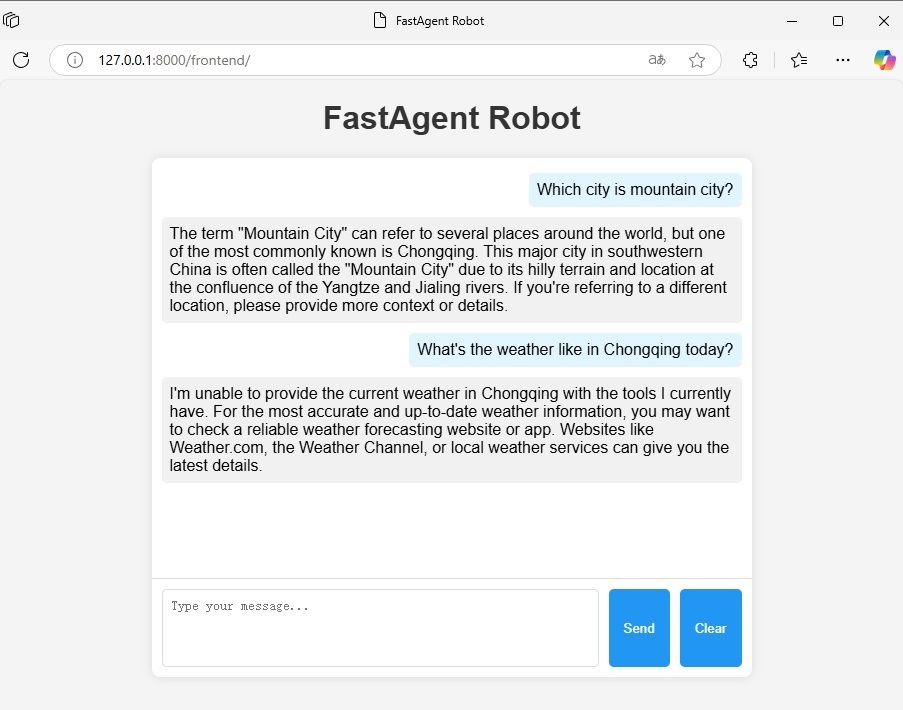 FastAgent Robot
127.0.0.1:8000/frontend/
aあ
FastAgent Robot
Which city is mountain city?
The term "Mountain City" can refer to several places around the world, but one
of the most commonly known is Chongqing. This major city in southwestern
China is often called the "Mountain City" due to its hilly terrain and location at
the confluence of the Yangtze and Jialing rivers. If you're referring to a different
location, please provide more context or details.
What's the weather like in Chongqing today?
I'm unable to provide the current weather in Chongqing with the tools I currently
have. For the most accurate and up-to-date weather information, you may want
to check a reliable weather forecasting website or app. Websites like
Weather.com, the Weather Channel, or local weather services can give you the
latest details.
Type your message...
Send
Clear